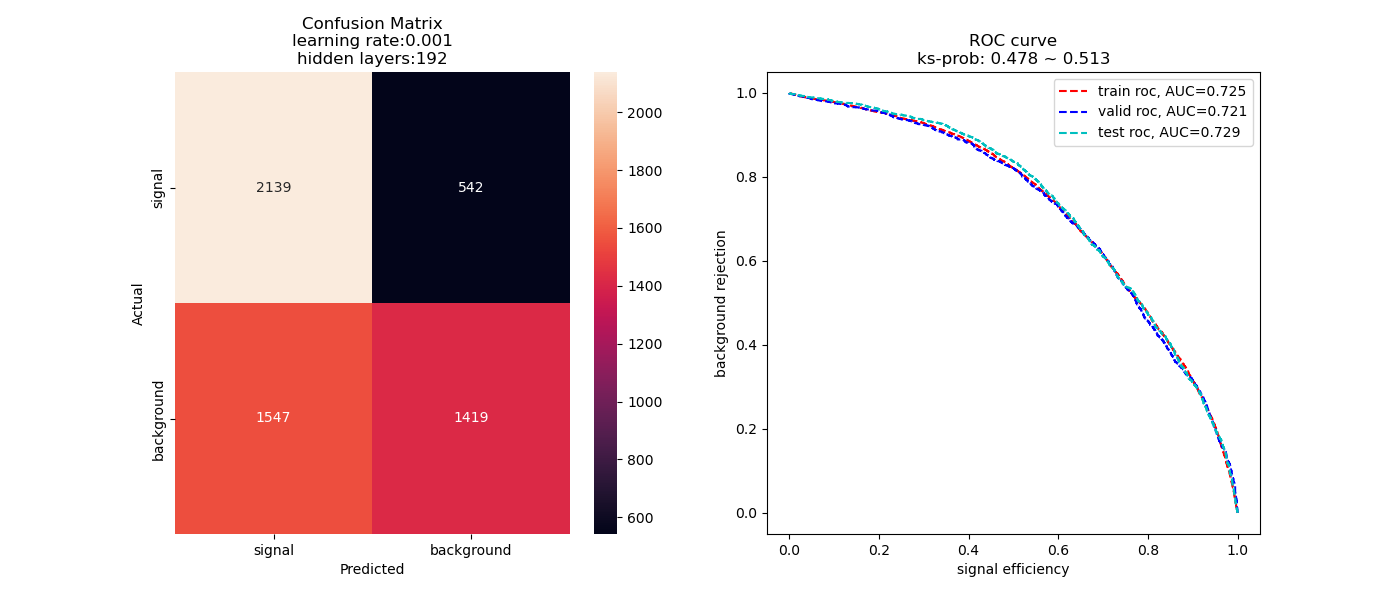 Confusion Matrix
learning rate:0.001
hidden layers:192
signal
background
Actual
2139
542
1547
1419
signal
background
Predicted
2000
1800
1600
1400
1200
1000
800
600
ROC curve
ks-prob: 0.478 ~ 0.513
train roc, AUC=0.725
valid roc, AUC=0.721
test roc, AUC=0.729
background rejection
1.0
0.8
0.6
0.4
0.2
0.0
0.0
0.2
0.4
0.6
0.8
1.0
signal efficiency